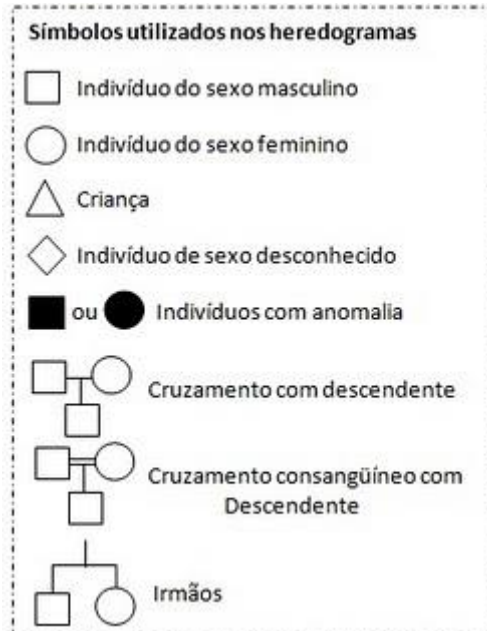 Símbolos utilizados nos heredogramas
Indivíduo do sexo masculino
Indivíduo do sexo feminino
Criança
Indivíduo de sexo desconhecido
ou Indivíduos com anomalia
Cruzamento com descendente
Cruzamento consangüíneo com
Descendente
Irmãos